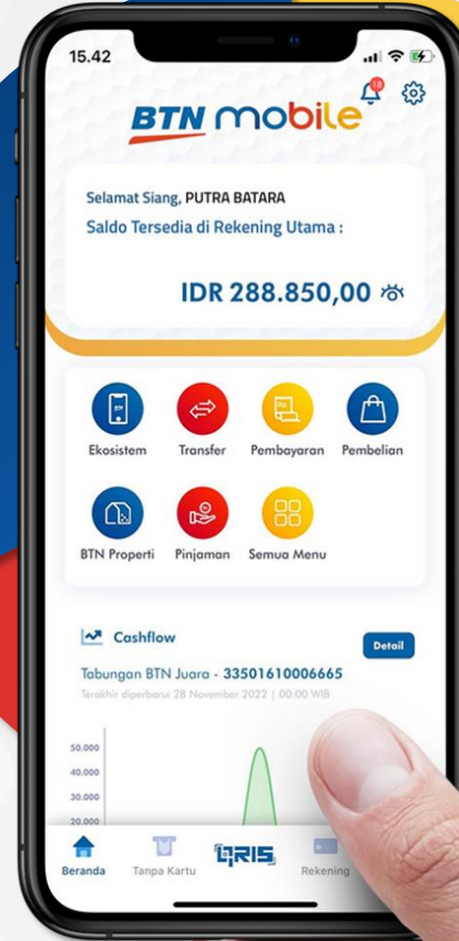 15.42
18
BTN mobile
Selamat Siang, PUTRA BATARA
Saldo Tersedia di Rekening Utama :
IDR 288.850,00
Ekosistem Transfer Pembayaran Pembelian
BTN Properti Pinjaman Semua Menu
Cashflow
Detail
Tabungan BTN Juara - 33501610006665
Terakhir diperbarui 28 November 2022 | 00:00 WIB
50.000
40.000
30.000
20.000
Beranda Tanpa Kartu QRIS Rekening